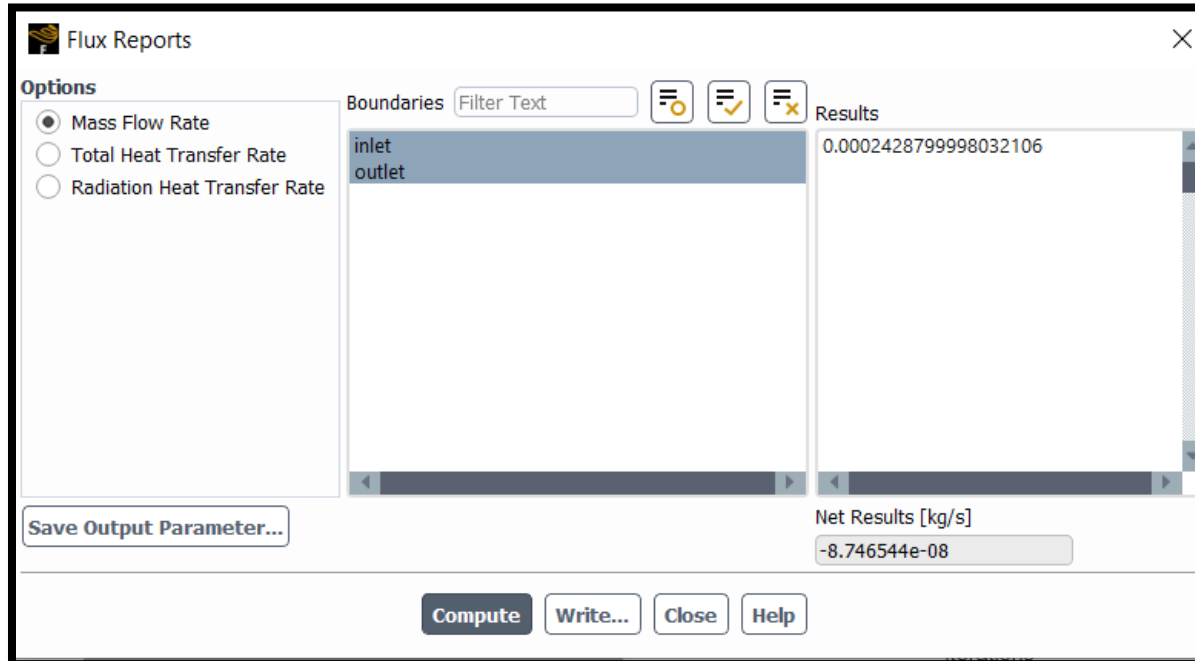 Flux Reports
Options
Mass Flow Rate
Total Heat Transfer Rate
Radiation Heat Transfer Rate
Boundaries Filter Text
inlet
outlet
Results
0.0002428799998032106
Save Output Parameter...
Net Results [kg/s]
-8.746544e-08
Compute Write... Close Help